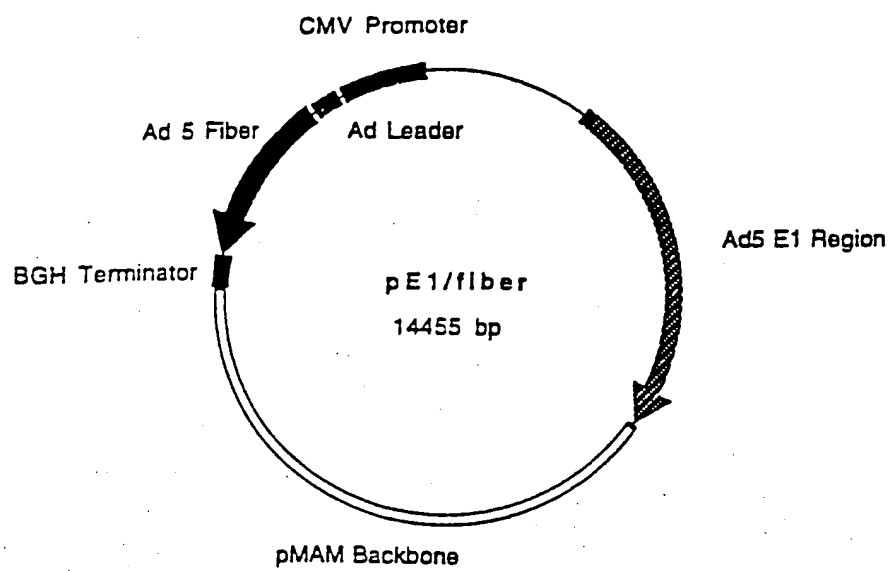 CMV Promoter
Ad 5 Fiber
Ad Leader
Ad5 E1 Region
BGH Terminator
pE1/fiber
14455 bp
pMAM Backbone